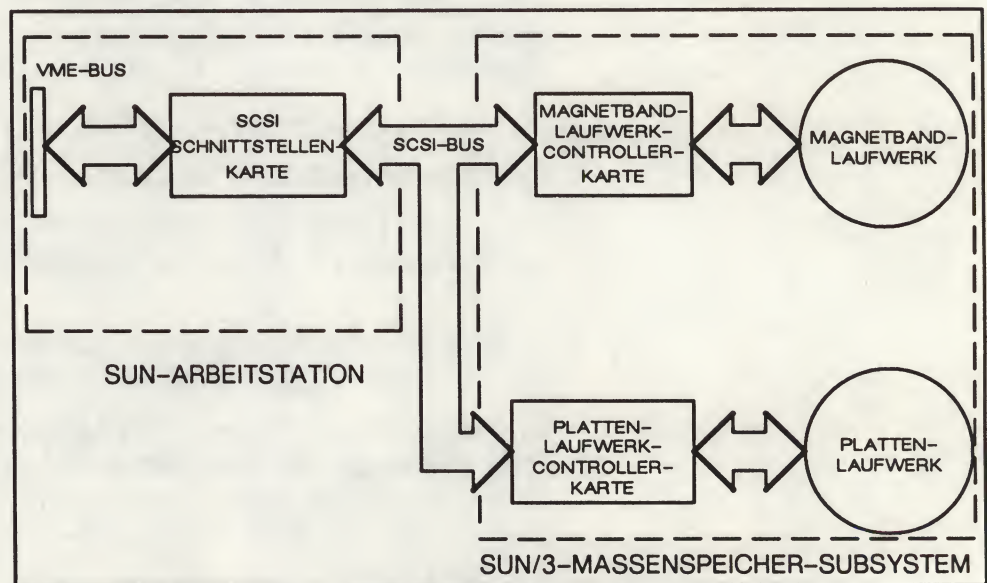 VME-BUS
SCSI
SCHNITTSTELLEN-
KARTE
SCSI-BUS
MAGNETBAND-
LAUFWERK-
CONTROLLER-
KARTE
MAGNETBAND-
LAUFWERK
SUN-ARBEITSTATION
PLATTEN-
LAUFWERK-
CONTROLLER-
KARTE
PLATTEN-
LAUFWERK
SUN/3-MASSENSPEICHER-SUBSYSTEM